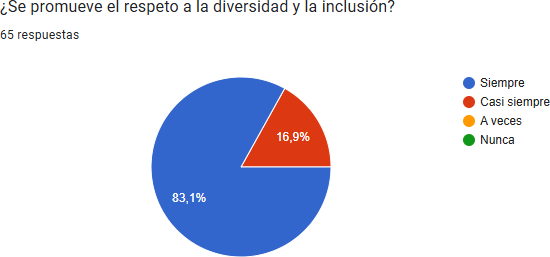 ¿Se promueve el respeto a la diversidad y la inclusión?
65 respuestas
Siempre
Casi siempre
A veces
Nunca
16,9%
83,1%